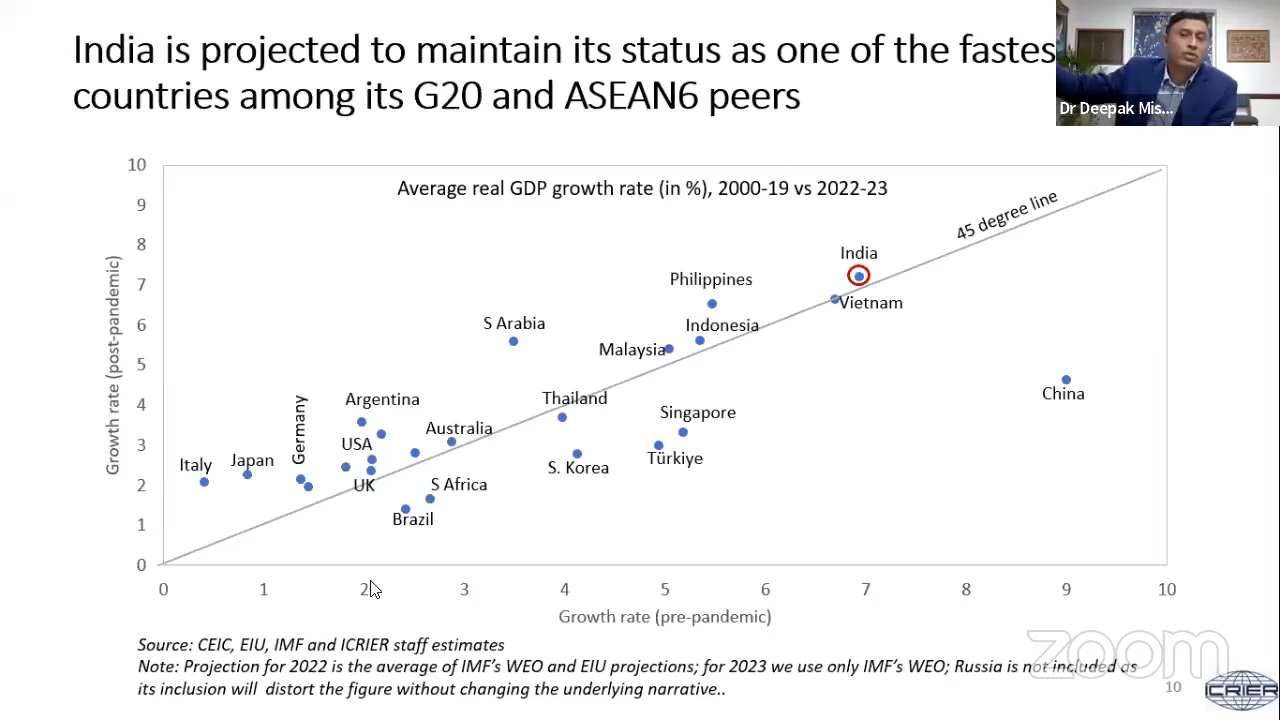 India is projected to maintain its status as one of the fastes
countries among its G20 and ASEAN6 peers
Dr Deepak Mis...
Average real GDP growth rate (in %), 2000-19 vs 2022-23
45 degree line
Growth rate (post-pandemic)
10
9
8
7
6
5
4
3
2
1
0
India
Philippines
Vietnam
S Arabia
Indonesia
Malaysia
China
Argentina
Thailand
Germany
Singapore
USA
Australia
Italy
Japan
S. Korea
Türkiye
UK
S Africa
Brazil
0 1 2 3 4 5 6 7 8 9 10
Growth rate (pre-pandemic)
Source: CEIC, EIU, IMF and ICRIER staff estimates
Note: Projection for 2022 is the average of IMF's WEO and EIU projections; for 2023 we use only IMF's WEO; Russia is not included as
its inclusion will distort the figure without changing the underlying narrative..
zoom
10
ICRIER